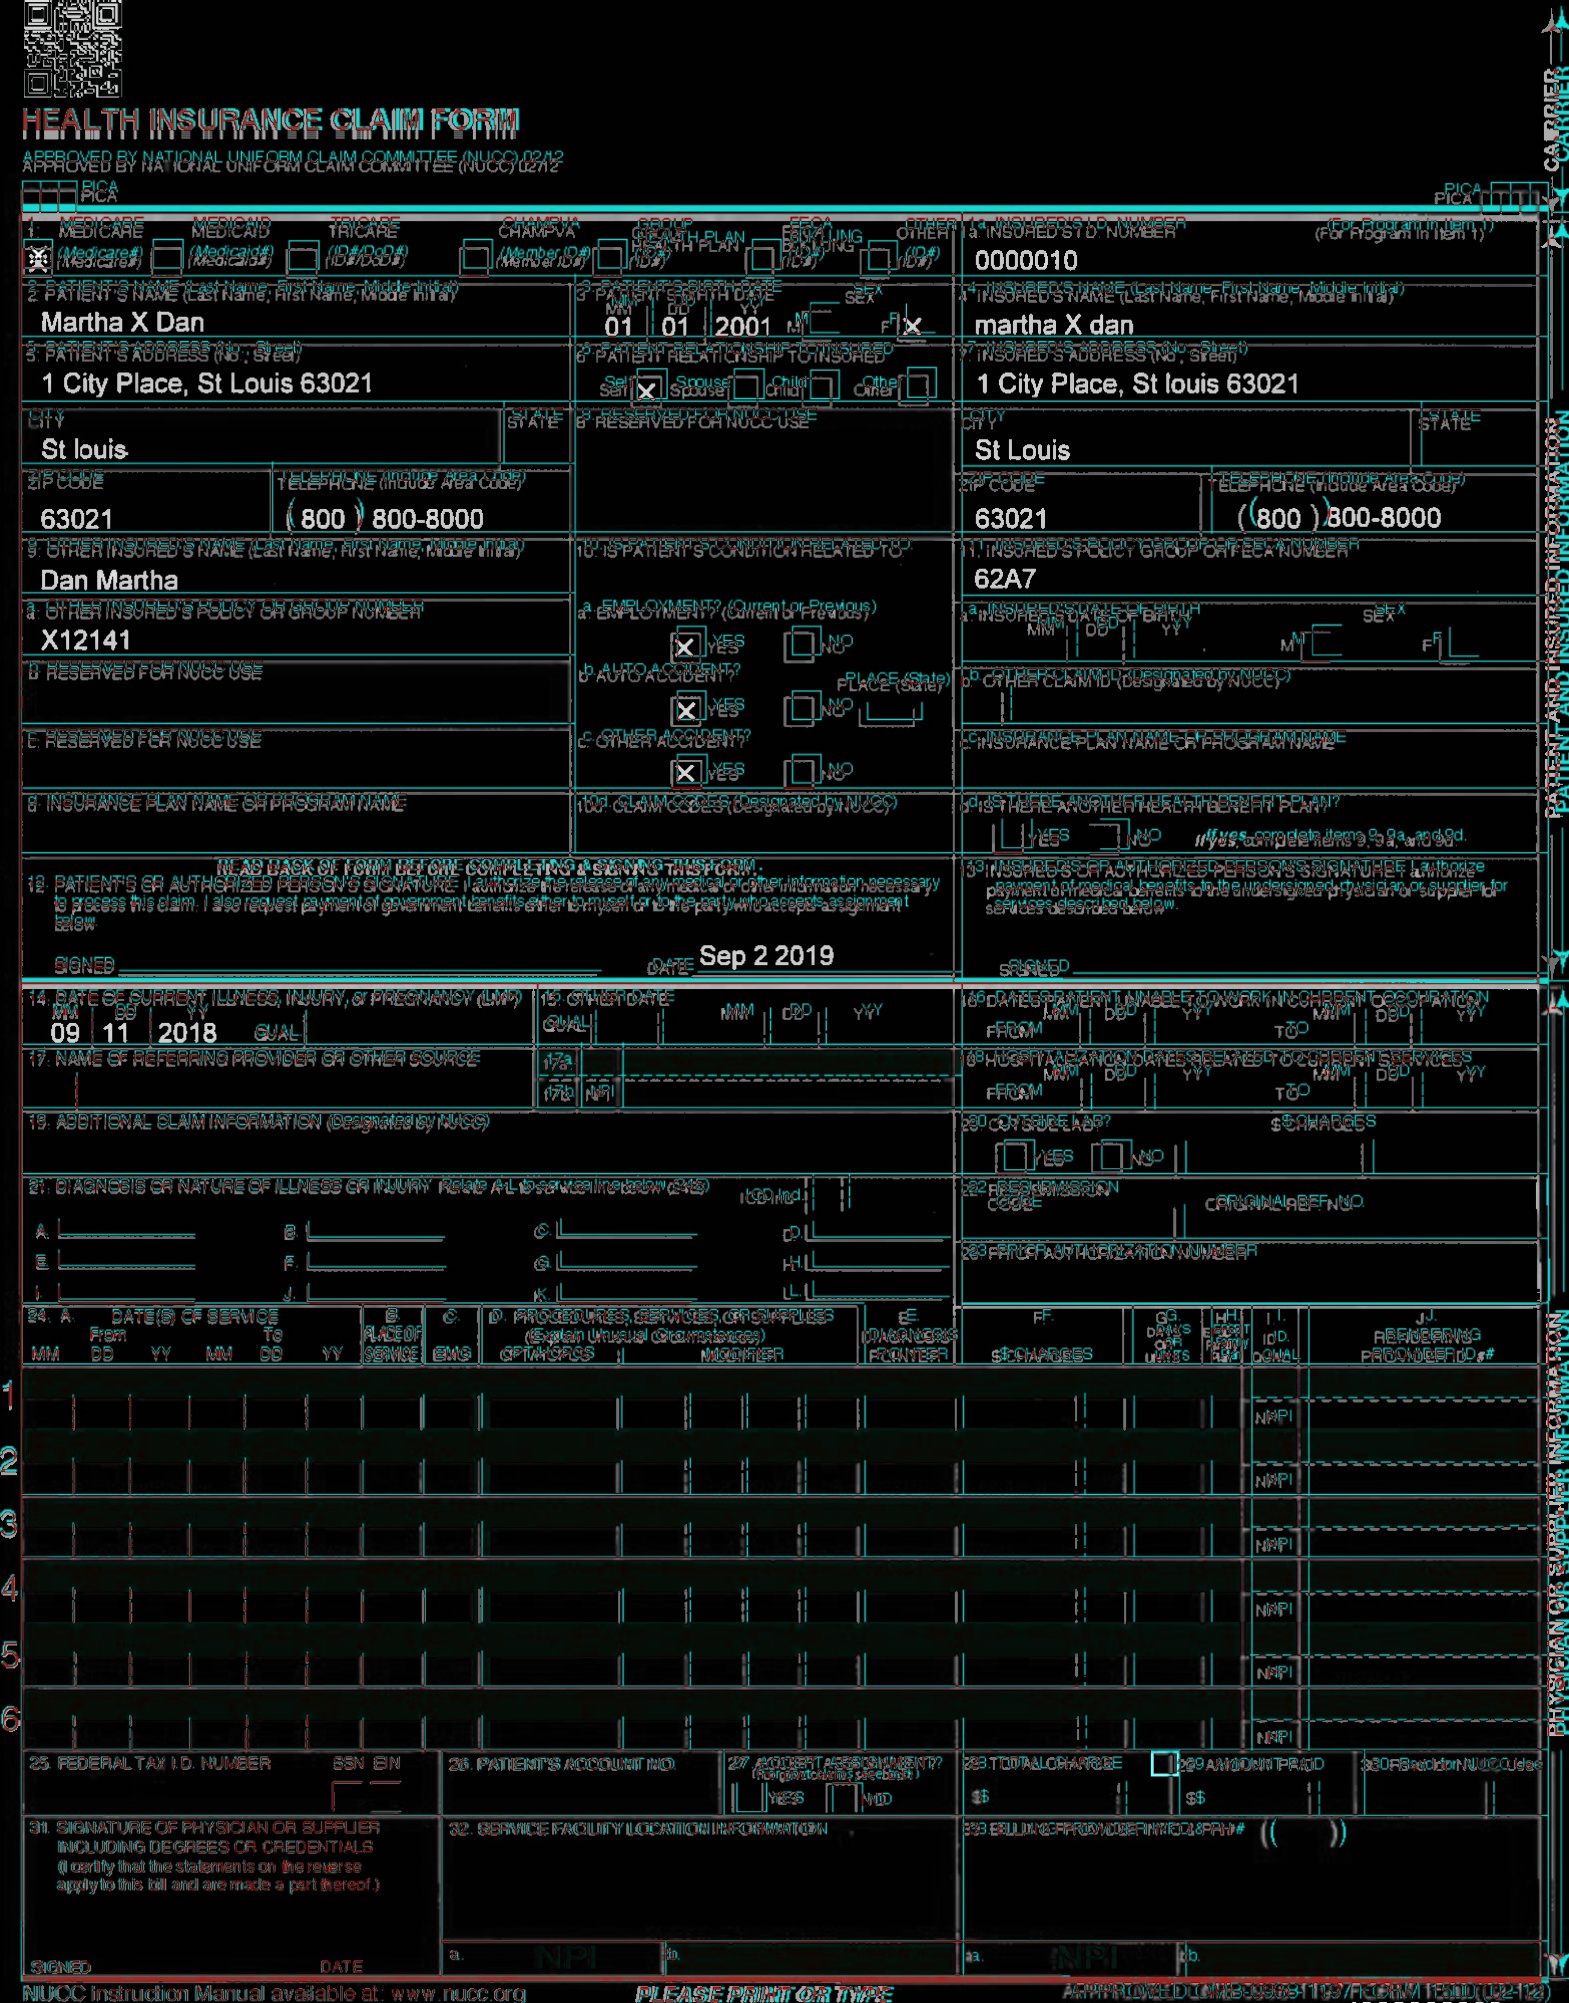 HEALTH INSURANCE CLAIM FORM
APPROVED BY NATIONAL UNIFORM CLAIM COMMITTEE (NUCC) 02/12
PICA
PICA
CARRIER
1. MEDICARE MEDICAID TRICARE CHAMPVA GROUP HEALTH PLAN FECA OTHER
(Medicare#) (Medicaid#) (ID#/DoD#) (Member ID#) (ID#) (ID#) (ID#)
1a. INSURED'S I.D. NUMBER (For Program in Item 1)
0000010
2. PATIENT'S NAME (Last Name, First Name, Middle Initial)
Martha X Dan
3. PATIENT'S BIRTH DATE SEX
MM DD YY
01 01 2001 M F X
4. INSURED'S NAME (Last Name, First Name, Middle Initial)
martha X dan
5. PATIENT'S ADDRESS (No., Street)
1 City Place, St Louis 63021
6. PATIENT RELATIONSHIP TO INSURED
Self X Spouse Child Other
7. INSURED'S ADDRESS (No., Street)
1 City Place, St louis 63021
CITY STATE
St louis
8. RESERVED FOR NUCC USE
CITY STATE
St Louis
ZIP CODE TELEPHONE (Include Area Code)
63021 (800) 800-8000
ZIP CODE TELEPHONE (Include Area Code)
63021 (800) 800-8000
9. OTHER INSURED'S NAME (Last Name, First Name, Middle Initial)
Dan Martha
10. IS PATIENT'S CONDITION RELATED TO:
11. INSURED'S POLICY GROUP OR FECA NUMBER
62A7
a. OTHER INSURED'S POLICY OR GROUP NUMBER
X12141
a. EMPLOYMENT? (Current or Previous)
X YES NO
a. INSURED'S DATE OF BIRTH SEX
MM DD YY M F
b. RESERVED FOR NUCC USE
b. AUTO ACCIDENT? PLACE (State)
X YES NO
b. OTHER CLAIM ID (Designated by NUCC)
c. RESERVED FOR NUCC USE
c. OTHER ACCIDENT?
X YES NO
c. INSURANCE PLAN NAME OR PROGRAM NAME
d. INSURANCE PLAN NAME OR PROGRAM NAME
10d. CLAIM CODES (Designated by NUCC)
d. IS THERE ANOTHER HEALTH BENEFIT PLAN?
YES NO If yes, complete items 9, 9a, and 9d.
READ BACK OF FORM BEFORE COMPLETING & SIGNING THIS FORM.
12. PATIENT'S OR AUTHORIZED PERSON'S SIGNATURE I authorize the release of any medical or other information necessary
to process this claim. I also request payment of government benefits either to myself or to the party who accepts assignment
below.
SIGNED DATE Sep 2 2019
13. INSURED'S OR AUTHORIZED PERSON'S SIGNATURE I authorize
payment of medical benefits to the undersigned physician or supplier for
services described below.
SIGNED
PATIENT AND INSURED INFORMATION
14. DATE OF CURRENT ILLNESS, INJURY, or PREGNANCY (LMP)
MM DD YY
09 11 2018 QUAL.
15. OTHER DATE
QUAL. MM DD YY
16. DATES PATIENT UNABLE TO WORK IN CURRENT OCCUPATION
MM DD YY MM DD YY
FROM TO
17. NAME OF REFERRING PROVIDER OR OTHER SOURCE
17a.
17b. NPI
18. HOSPITALIZATION DATES RELATED TO CURRENT SERVICES
MM DD YY MM DD YY
FROM TO
19. ADDITIONAL CLAIM INFORMATION (Designated by NUCC)
20. OUTSIDE LAB? $ CHARGES
YES NO
21. DIAGNOSIS OR NATURE OF ILLNESS OR INJURY Relate A-L to service line below (24E) ICD Ind.
A. B. C. D.
E. F. G. H.
I. J. K. L.
22. RESUBMISSION
CODE ORIGINAL REF. NO.
23. PRIOR AUTHORIZATION NUMBER
24. A. DATE(S) OF SERVICE
From To
MM DD YY MM DD YY
B. PLACE OF SERVICE
C. EMG
D. PROCEDURES, SERVICES, OR SUPPLIES
(Explain Unusual Circumstances)
CPT/HCPCS MODIFIER
E. DIAGNOSIS POINTER
F. $ CHARGES
G. DAYS OR UNITS
H.
I. ID. QUAL.
J. RENDERING PROVIDER ID. #
1 NPI
2 NPI
3 NPI
4 NPI
5 NPI
6 NPI
PHYSICIAN OR SUPPLIER INFORMATION
25. FEDERAL TAX I.D. NUMBER SSN EIN
26. PATIENT'S ACCOUNT NO.
27. ACCEPT ASSIGNMENT?
YES NO
28. TOTAL CHARGE
$
29. AMOUNT PAID
$
30. Rsvd for NUCC Use
31. SIGNATURE OF PHYSICIAN OR SUPPLIER
INCLUDING DEGREES OR CREDENTIALS
(I certify that the statements on the reverse
apply to this bill and are made a part thereof.)
SIGNED DATE
32. SERVICE FACILITY LOCATION INFORMATION
a. NPI b.
33. BILLING PROVIDER INFO & PH # ( )
a. NPI b.
NUCC Instruction Manual available at: www.nucc.org
PLEASE PRINT OR TYPE
APPROVED OMB-0938-1197 FORM 1500 (02-12)